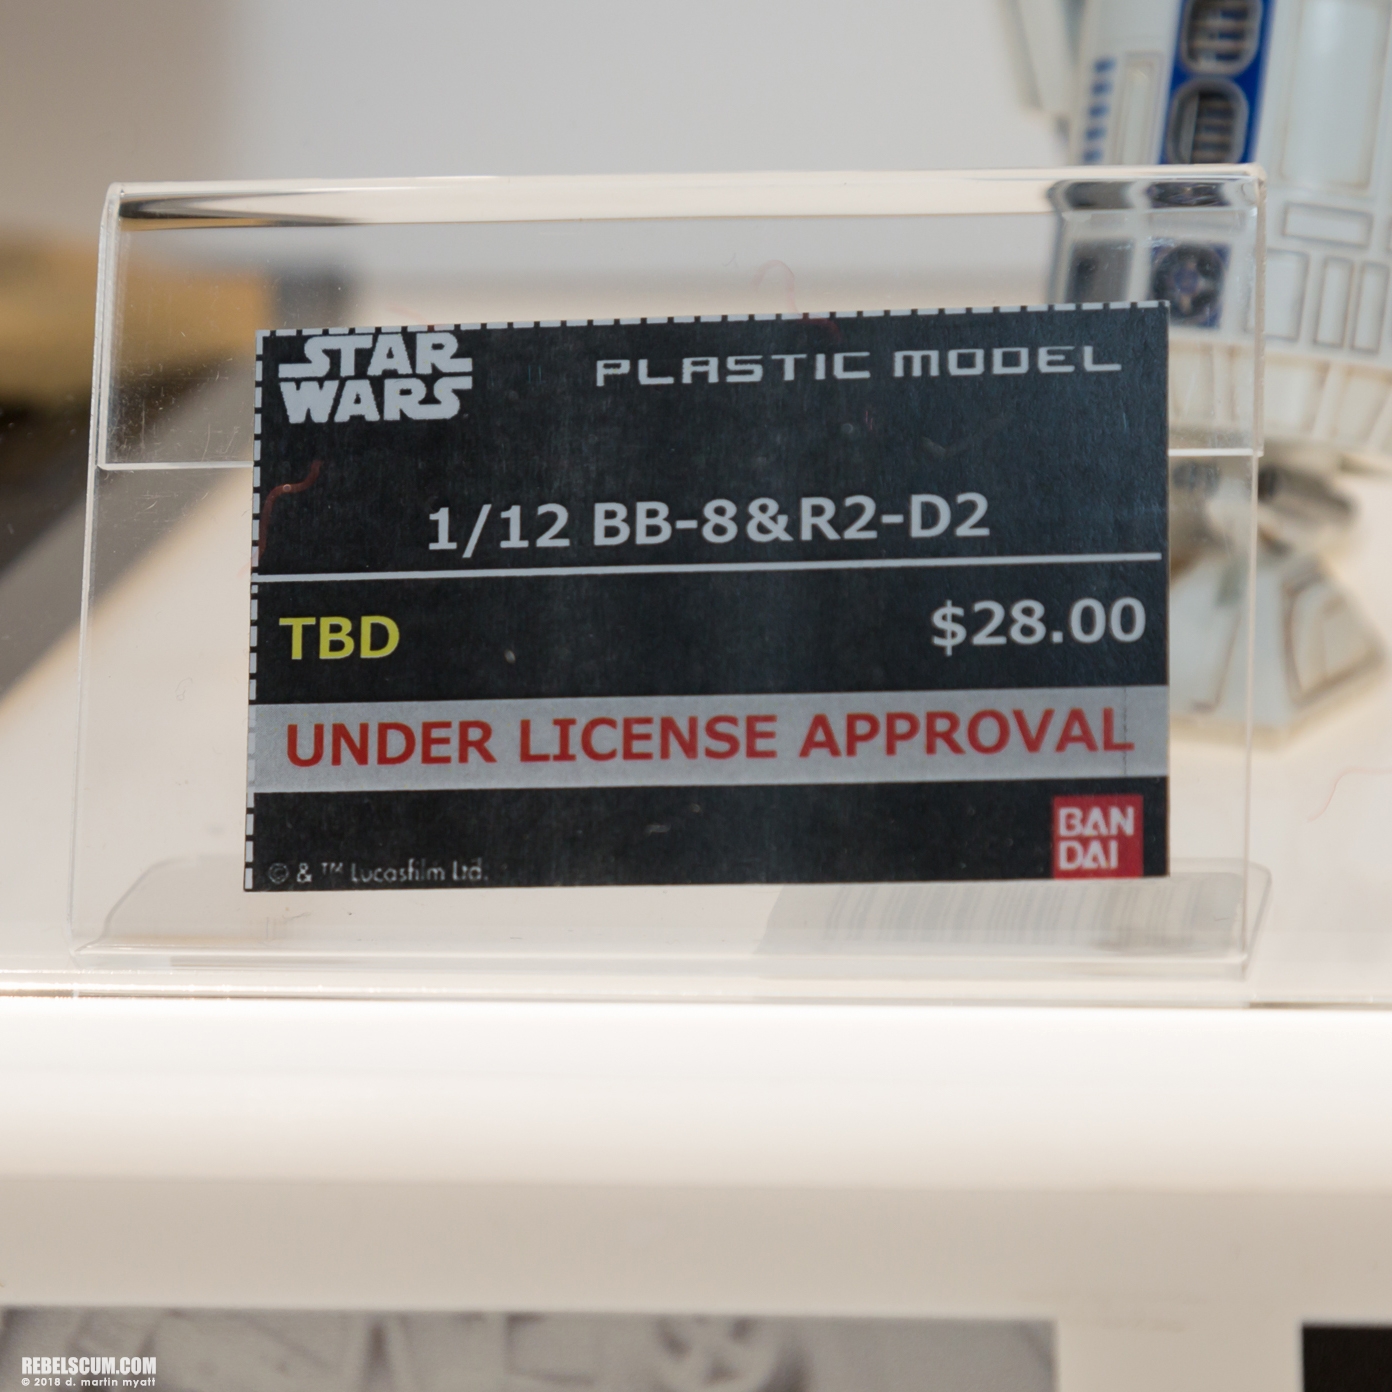 STAR
WARS
PLASTIC MODEL
1/12 BB-8&R2-D2
TBD
$28.00
UNDER LICENSE APPROVAL
BAN
DAI
© & ™ Lucasfilm Ltd.
REBELSCUM.COM
© 2018 d. martin myatt